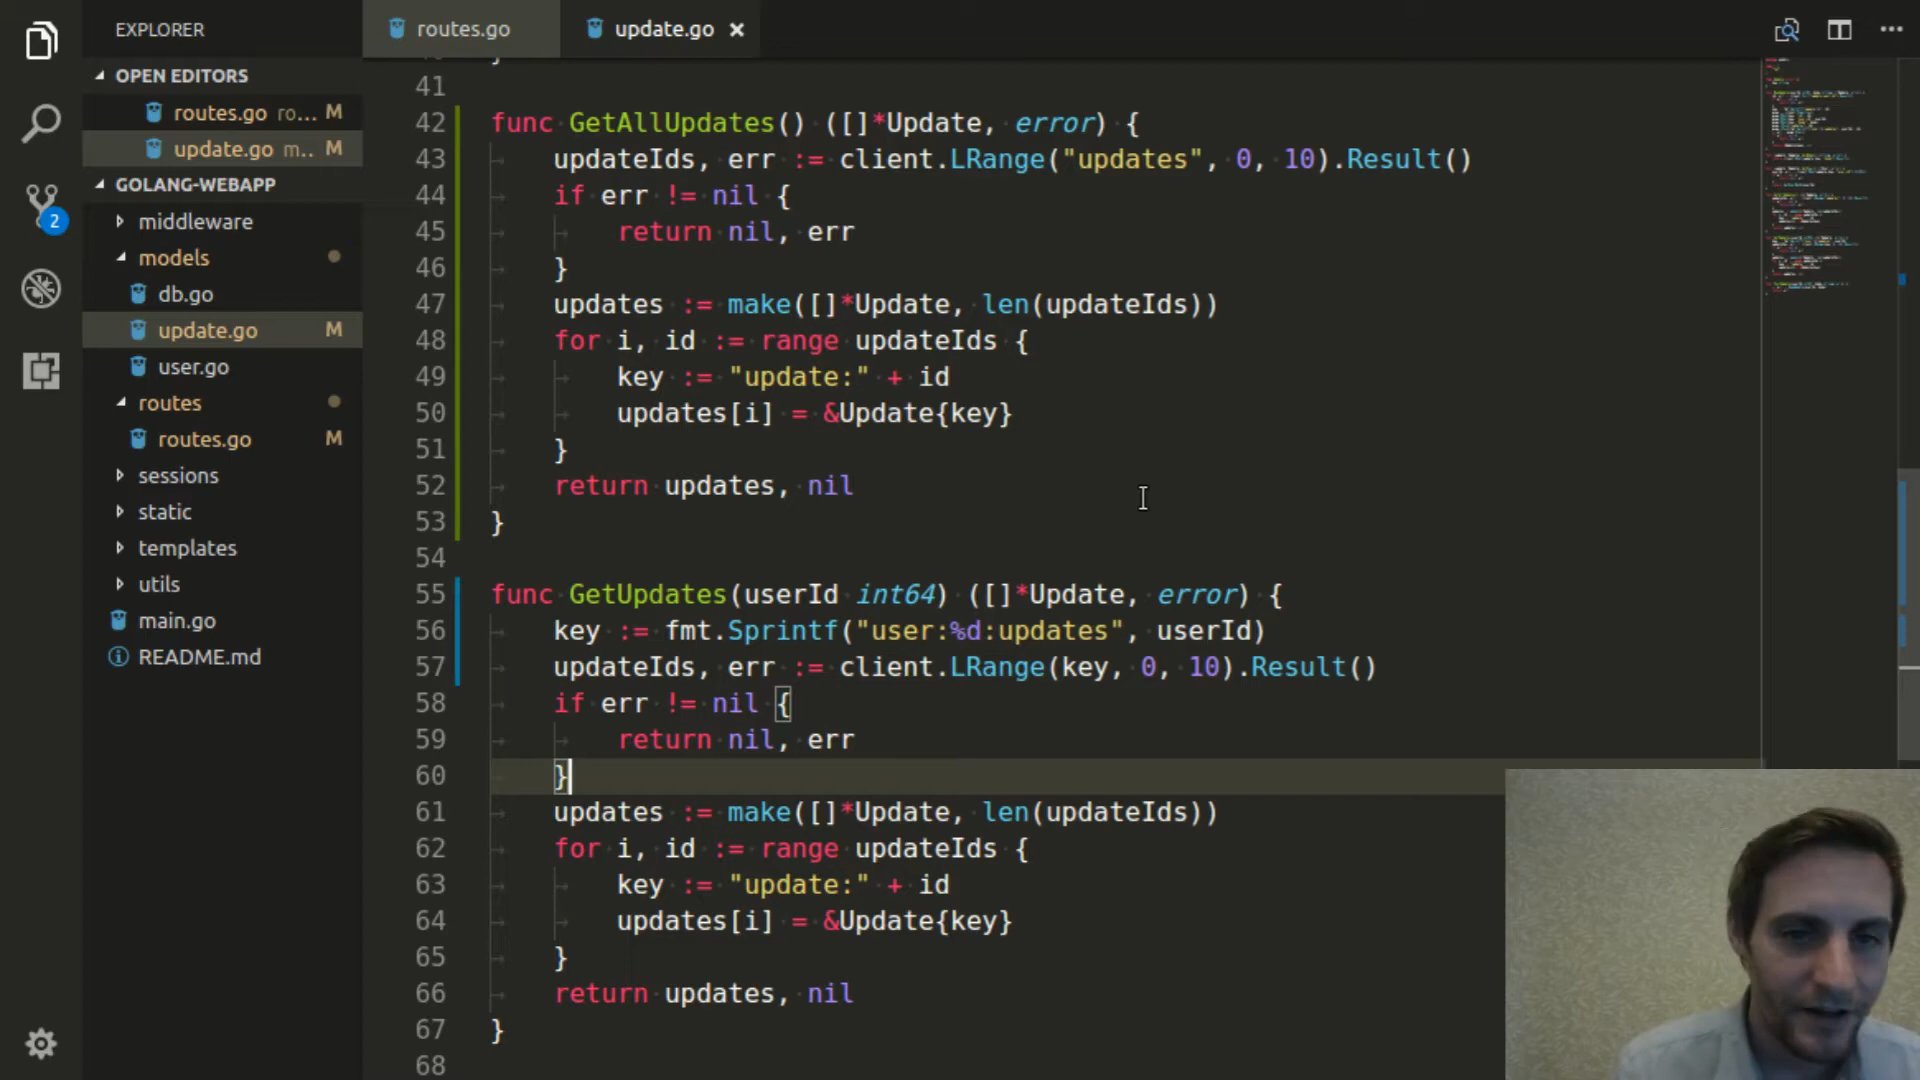 EXPLORER
OPEN EDITORS
routes.go ro... M
update.go m.. M
GOLANG-WEBAPP
middleware
models
db.go
update.go M
user.go
routes
routes.go M
sessions
static
templates
utils
main.go
README.md
2
routes.go
update.go
41
42 func GetAllUpdates() ([]*Update, error) {
43 updateIds, err := client.LRange("updates", 0, 10).Result()
44 if err != nil {
45 return nil, err
46 }
47 updates := make([]*Update, len(updateIds))
48 for i, id := range updateIds {
49 key := "update:" + id
50 updates[i] = &Update{key}
51 }
52 return updates, nil
53 }
54
55 func GetUpdates(userId int64) ([]*Update, error) {
56 key := fmt.Sprintf("user:%d:updates", userId)
57 updateIds, err := client.LRange(key, 0, 10).Result()
58 if err != nil {
59 return nil, err
60 }
61 updates := make([]*Update, len(updateIds))
62 for i, id := range updateIds {
63 key := "update:" + id
64 updates[i] = &Update{key}
65 }
66 return updates, nil
67 }
68